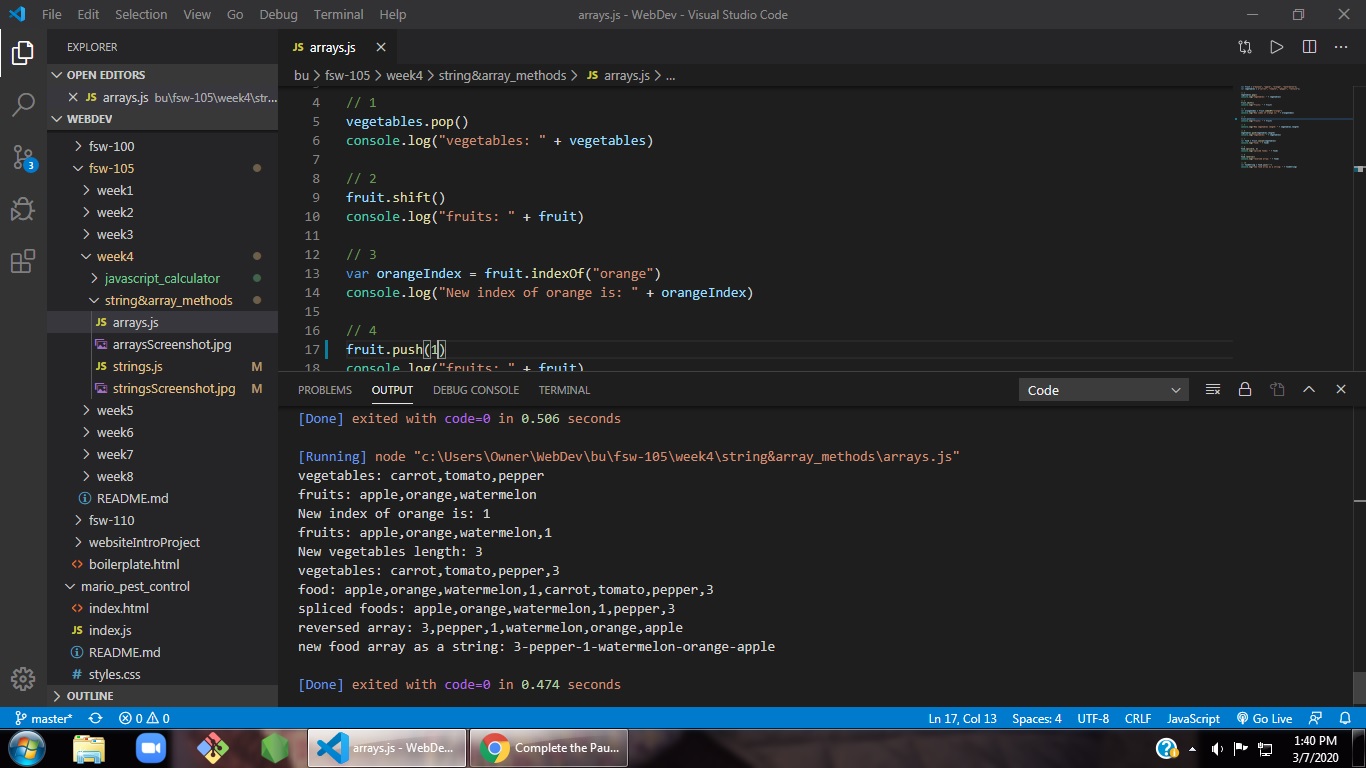 File Edit Selection View Go Debug Terminal Help
arrays.js - WebDev - Visual Studio Code
EXPLORER
OPEN EDITORS
JS arrays.js bu\fsw-105\week4\str...
WEBDEV
fsw-100
fsw-105
week1
week2
week3
week4
javascript_calculator
string&array_methods
JS arrays.js
arraysScreenshot.jpg
JS strings.js M
stringsScreenshot.jpg M
week5
week6
week7
week8
README.md
fsw-110
websiteIntroProject
boilerplate.html
mario_pest_control
index.html
JS index.js
README.md
# styles.css
OUTLINE
3
JS arrays.js
bu > fsw-105 > week4 > string&array_methods > JS arrays.js > ...
4 // 1
5 vegetables.pop()
6 console.log("vegetables: " + vegetables)
7
8 // 2
9 fruit.shift()
10 console.log("fruits: " + fruit)
11
12 // 3
13 var orangeIndex = fruit.indexOf("orange")
14 console.log("New index of orange is: " + orangeIndex)
15
16 // 4
17 fruit.push(1)
18 console.log("fruits: " + fruit)
PROBLEMS OUTPUT DEBUG CONSOLE TERMINAL
Code
[Done] exited with code=0 in 0.506 seconds
[Running] node "c:\Users\Owner\WebDev\bu\fsw-105\week4\string&array_methods\arrays.js"
vegetables: carrot,tomato,pepper
fruits: apple,orange,watermelon
New index of orange is: 1
fruits: apple,orange,watermelon,1
New vegetables length: 3
vegetables: carrot,tomato,pepper,3
food: apple,orange,watermelon,1,carrot,tomato,pepper,3
spliced foods: apple,orange,watermelon,1,pepper,3
reversed array: 3,pepper,1,watermelon,orange,apple
new food array as a string: 3-pepper-1-watermelon-orange-apple
[Done] exited with code=0 in 0.474 seconds
master* 0 0
Ln 17, Col 13 Spaces: 4 UTF-8 CRLF JavaScript Go Live
arrays.js - WebDe...
Complete the Pau...
1:40 PM
3/7/2020